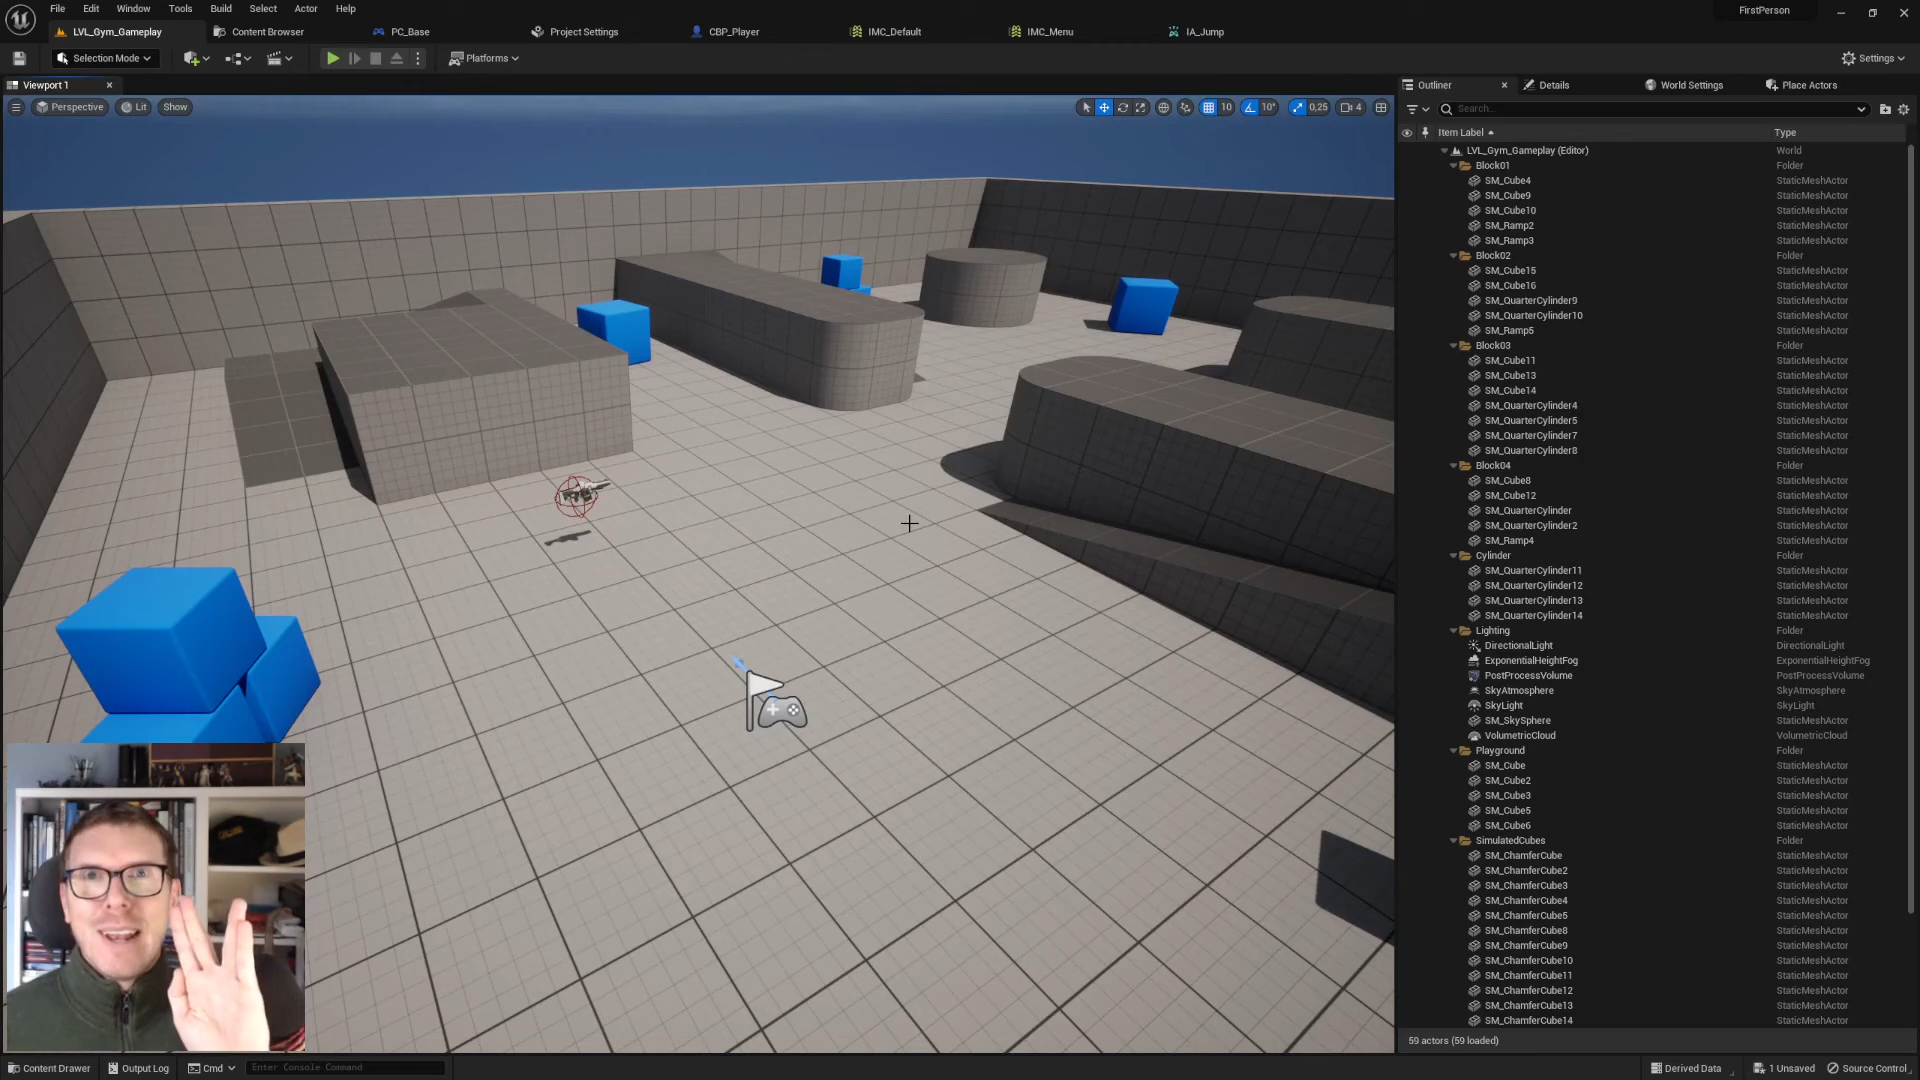 File Edit Window Tools Build Select Actor Help
FirstPerson
LVL_Gym_Gameplay
Content Browser
PC_Base
Project Settings
CBP_Player
IMC_Default
IMC_Menu
IA_Jump
Selection Mode
Platforms
Settings
Viewport 1
Perspective
Lit
Show
10
10°
0,25
4
Outliner
Details
World Settings
Place Actors
Search...
Item Label Type
LVL_Gym_Gameplay (Editor) World
Block01 Folder
SM_Cube4 StaticMeshActor
SM_Cube9 StaticMeshActor
SM_Cube10 StaticMeshActor
SM_Ramp2 StaticMeshActor
SM_Ramp3 StaticMeshActor
Block02 Folder
SM_Cube15 StaticMeshActor
SM_Cube16 StaticMeshActor
SM_QuarterCylinder9 StaticMeshActor
SM_QuarterCylinder10 StaticMeshActor
SM_Ramp5 StaticMeshActor
Block03 Folder
SM_Cube11 StaticMeshActor
SM_Cube13 StaticMeshActor
SM_Cube14 StaticMeshActor
SM_QuarterCylinder4 StaticMeshActor
SM_QuarterCylinder5 StaticMeshActor
SM_QuarterCylinder7 StaticMeshActor
SM_QuarterCylinder8 StaticMeshActor
Block04 Folder
SM_Cube8 StaticMeshActor
SM_Cube12 StaticMeshActor
SM_QuarterCylinder StaticMeshActor
SM_QuarterCylinder2 StaticMeshActor
SM_Ramp4 StaticMeshActor
Cylinder Folder
SM_QuarterCylinder11 StaticMeshActor
SM_QuarterCylinder12 StaticMeshActor
SM_QuarterCylinder13 StaticMeshActor
SM_QuarterCylinder14 StaticMeshActor
Lighting Folder
DirectionalLight DirectionalLight
ExponentialHeightFog ExponentialHeightFog
PostProcessVolume PostProcessVolume
SkyAtmosphere SkyAtmosphere
SkyLight SkyLight
SM_SkySphere StaticMeshActor
VolumetricCloud VolumetricCloud
Playground Folder
SM_Cube StaticMeshActor
SM_Cube2 StaticMeshActor
SM_Cube3 StaticMeshActor
SM_Cube5 StaticMeshActor
SM_Cube6 StaticMeshActor
SimulatedCubes Folder
SM_ChamferCube StaticMeshActor
SM_ChamferCube2 StaticMeshActor
SM_ChamferCube3 StaticMeshActor
SM_ChamferCube4 StaticMeshActor
SM_ChamferCube5 StaticMeshActor
SM_ChamferCube8 StaticMeshActor
SM_ChamferCube9 StaticMeshActor
SM_ChamferCube10 StaticMeshActor
SM_ChamferCube11 StaticMeshActor
SM_ChamferCube12 StaticMeshActor
SM_ChamferCube13 StaticMeshActor
SM_ChamferCube14 StaticMeshActor
59 actors (59 loaded)
Content Drawer
Output Log
Cmd
Enter Console Command
Derived Data
1 Unsaved
Source Control